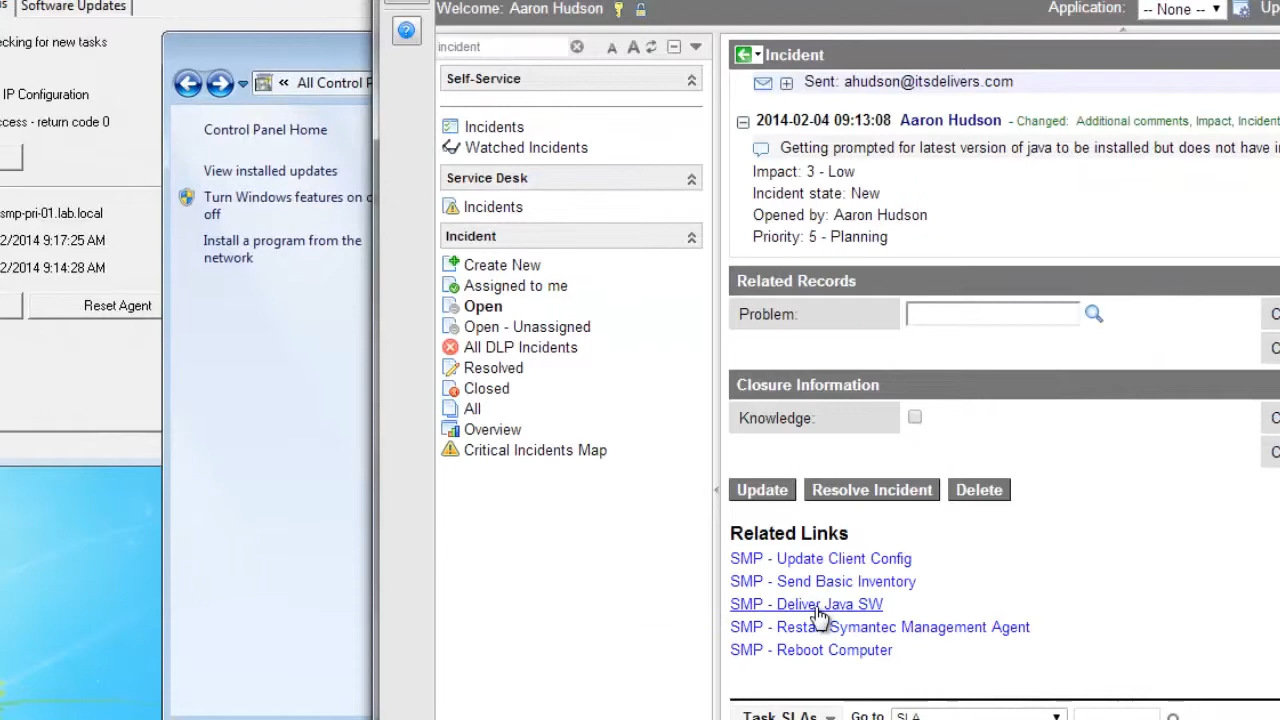 Software Updates
ecking for new tasks
IP Configuration
ccess - return code 0
smp-pri-01.lab.local
2/2014 9:17:25 AM
2/2014 9:14:28 AM
Reset Agent
« All Control P
Control Panel Home
View installed updates
Turn Windows features on o
off
Install a program from the
network
Welcome: Aaron Hudson
Application: -- None -- Up
incident
A A
Self-Service
Incidents
Watched Incidents
Service Desk
Incidents
Incident
Create New
Assigned to me
Open
Open - Unassigned
All DLP Incidents
Resolved
Closed
All
Overview
Critical Incidents Map
Incident
Sent: ahudson@itsdelivers.com
2014-02-04 09:13:08 Aaron Hudson - Changed: Additional comments, Impact, Incident
Getting prompted for latest version of java to be installed but does not have in
Impact: 3 - Low
Incident state: New
Opened by: Aaron Hudson
Priority: 5 - Planning
Related Records
Problem:
Closure Information
Knowledge:
Update Resolve Incident Delete
Related Links
SMP - Update Client Config
SMP - Send Basic Inventory
SMP - Deliver Java SW
SMP - Restart Symantec Management Agent
SMP - Reboot Computer
Task SLAs Go to SLA